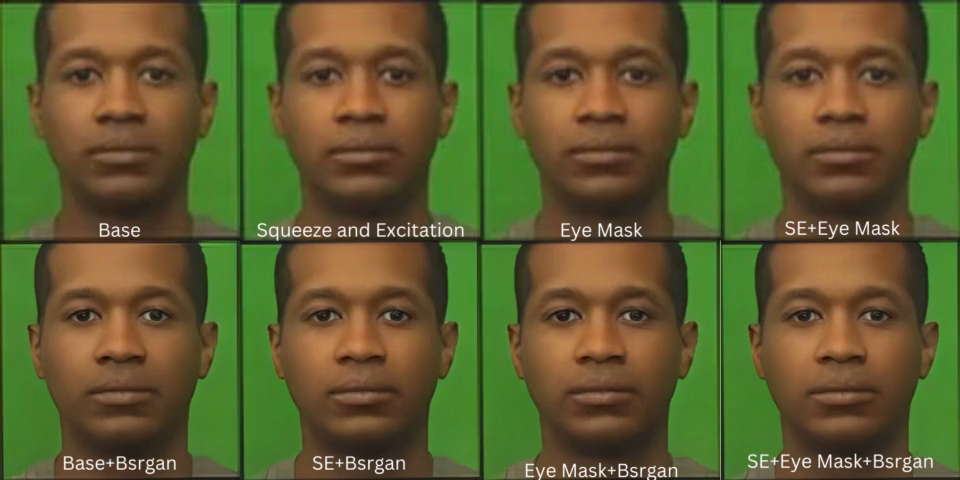 Base
Squeeze and Excitation
Eye Mask
SE+Eye Mask
Base+Bsrgan
SE+Bsrgan
Eye Mask+Bsrgan
SE+Eye Mask+Bsrgan